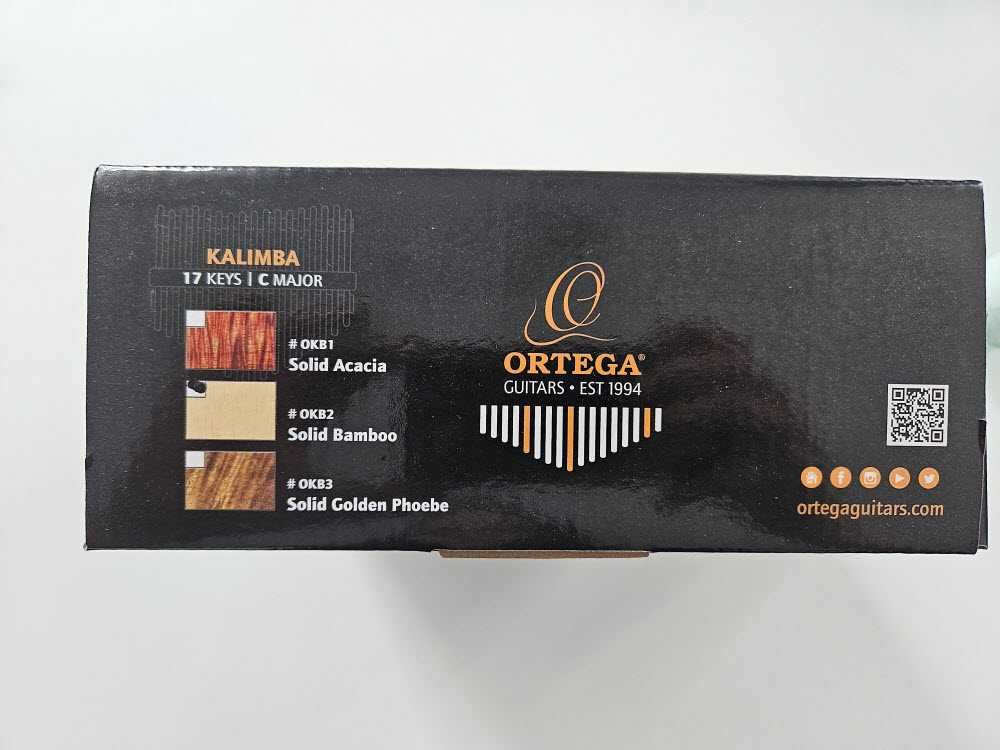 KALIMBA
17 KEYS | C MAJOR
# OKB1
Solid Acacia
# OKB2
Solid Bamboo
# OKB3
Solid Golden Phoebe
ORTEGA®
GUITARS • EST 1994
ortegaguitars.com